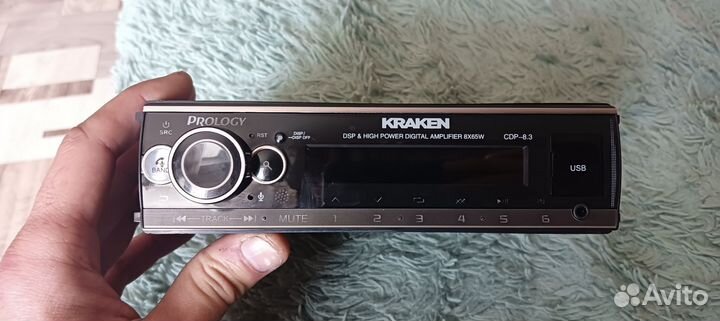 PROLOGY
KRAKEN
DSP & HIGH POWER DIGITAL AMPLIFIER 8X65W
CDP-8.3
SRC
RST
DISP/
DISP OFF
BAND
USB
TRACK
MUTE
1 2 3 4 5 6
Avito